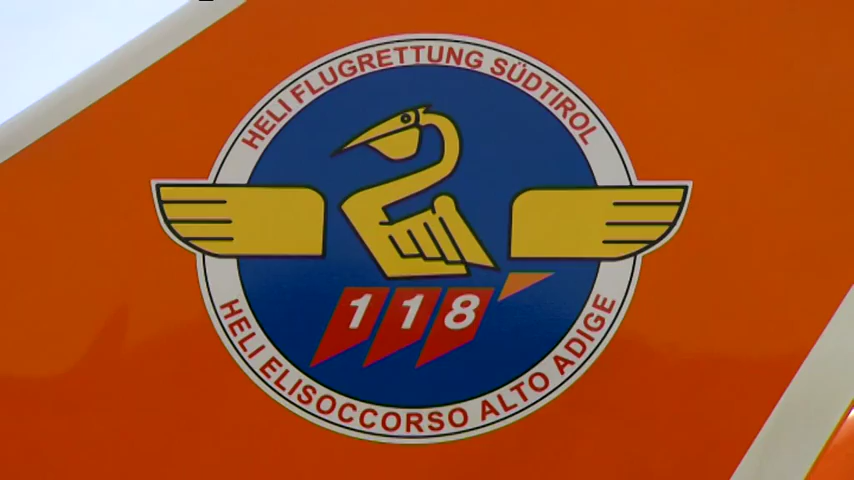 HELI FLUGRETTUNG SÜDTIROL
118
HELI ELISOCCORSO ALTO ADIGE